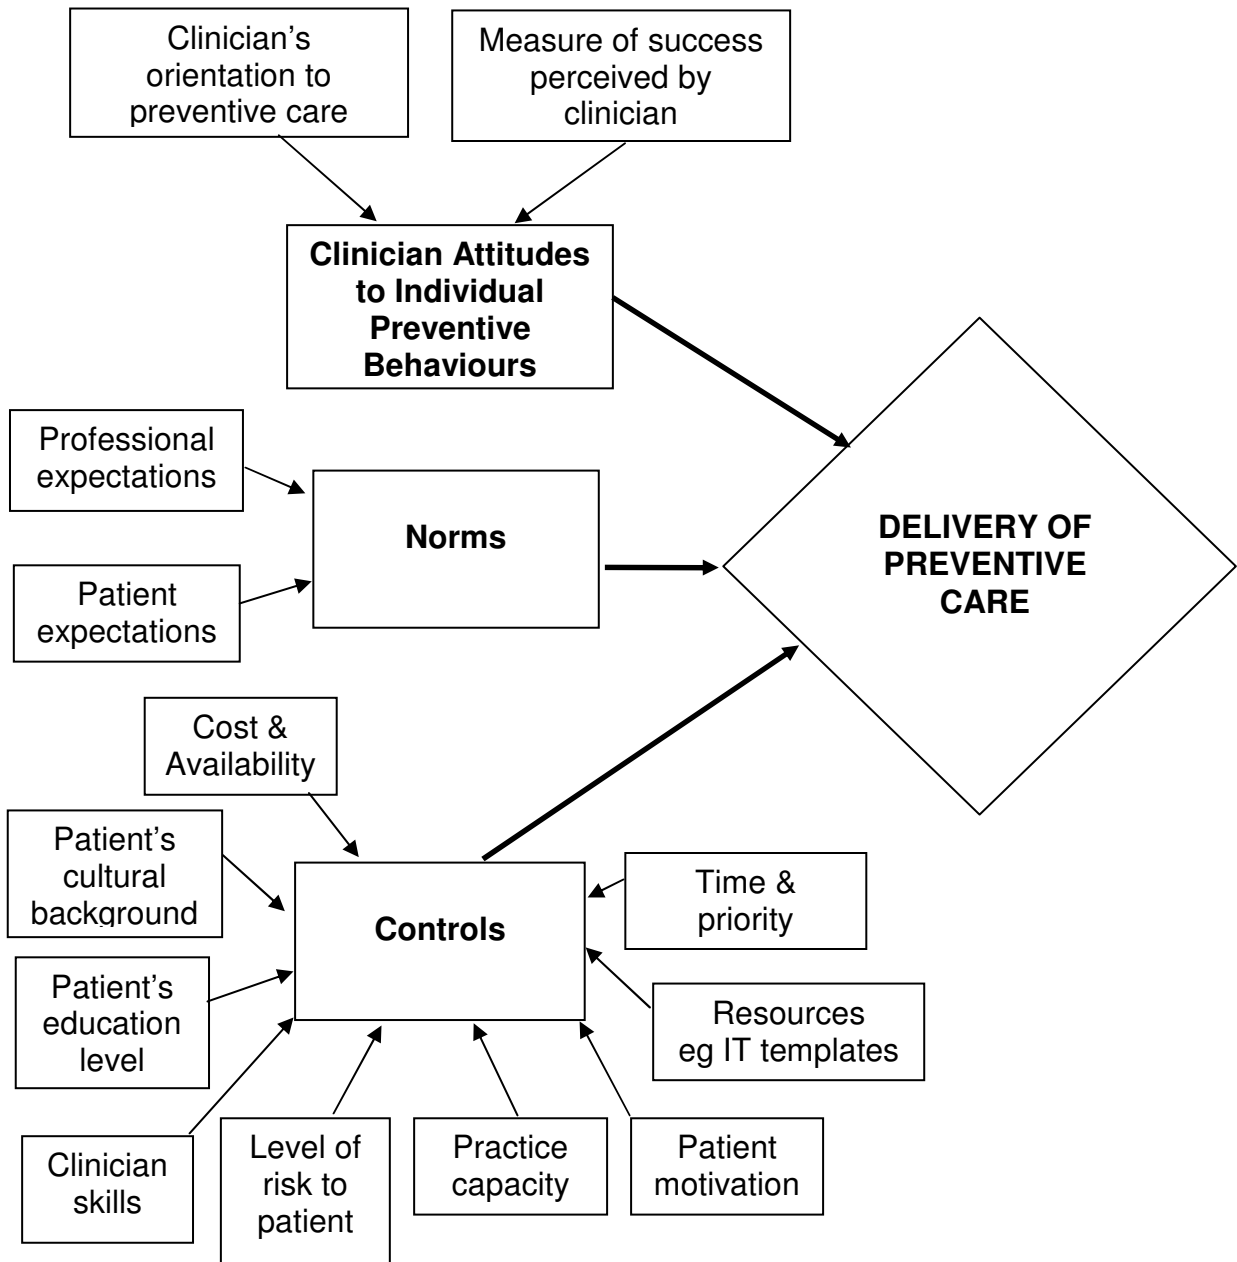 Clinician’s
orientation to
preventive care
Measure of success
perceived by
clinician
Clinician Attitudes
to Individual
Preventive
Behaviours
Professional
expectations
Norms
Patient
expectations
DELIVERY OF
PREVENTIVE
CARE
Cost &
Availability
Patient’s
cultural
background
Controls
Time &
priority
Patient’s
education
level
Resources
eg IT templates
Clinician
skills
Level of
risk to
patient
Practice
capacity
Patient
motivation